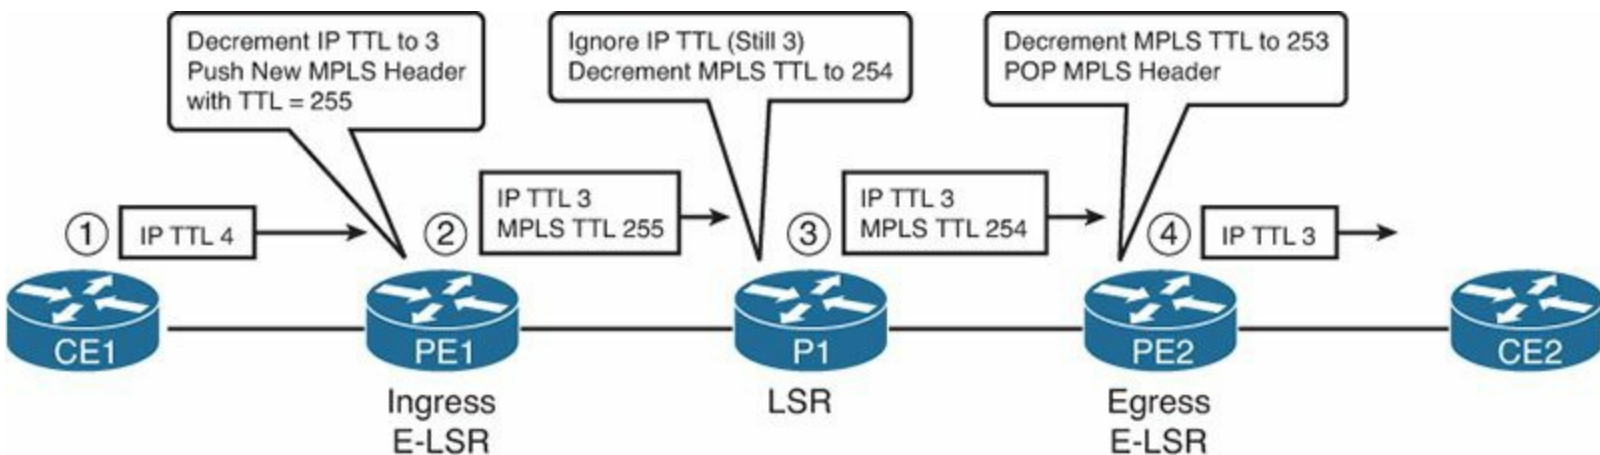 Decrement IP TTL to 3
Push New MPLS Header
with TTL = 255
Ignore IP TTL (Still 3)
Decrement MPLS TTL to 254
Decrement MPLS TTL to 253
POP MPLS Header
1
IP TTL 4
2
IP TTL 3
MPLS TTL 255
3
IP TTL 3
MPLS TTL 254
4
IP TTL 3
CE1
PE1
P1
PE2
CE2
Ingress
E-LSR
LSR
Egress
E-LSR